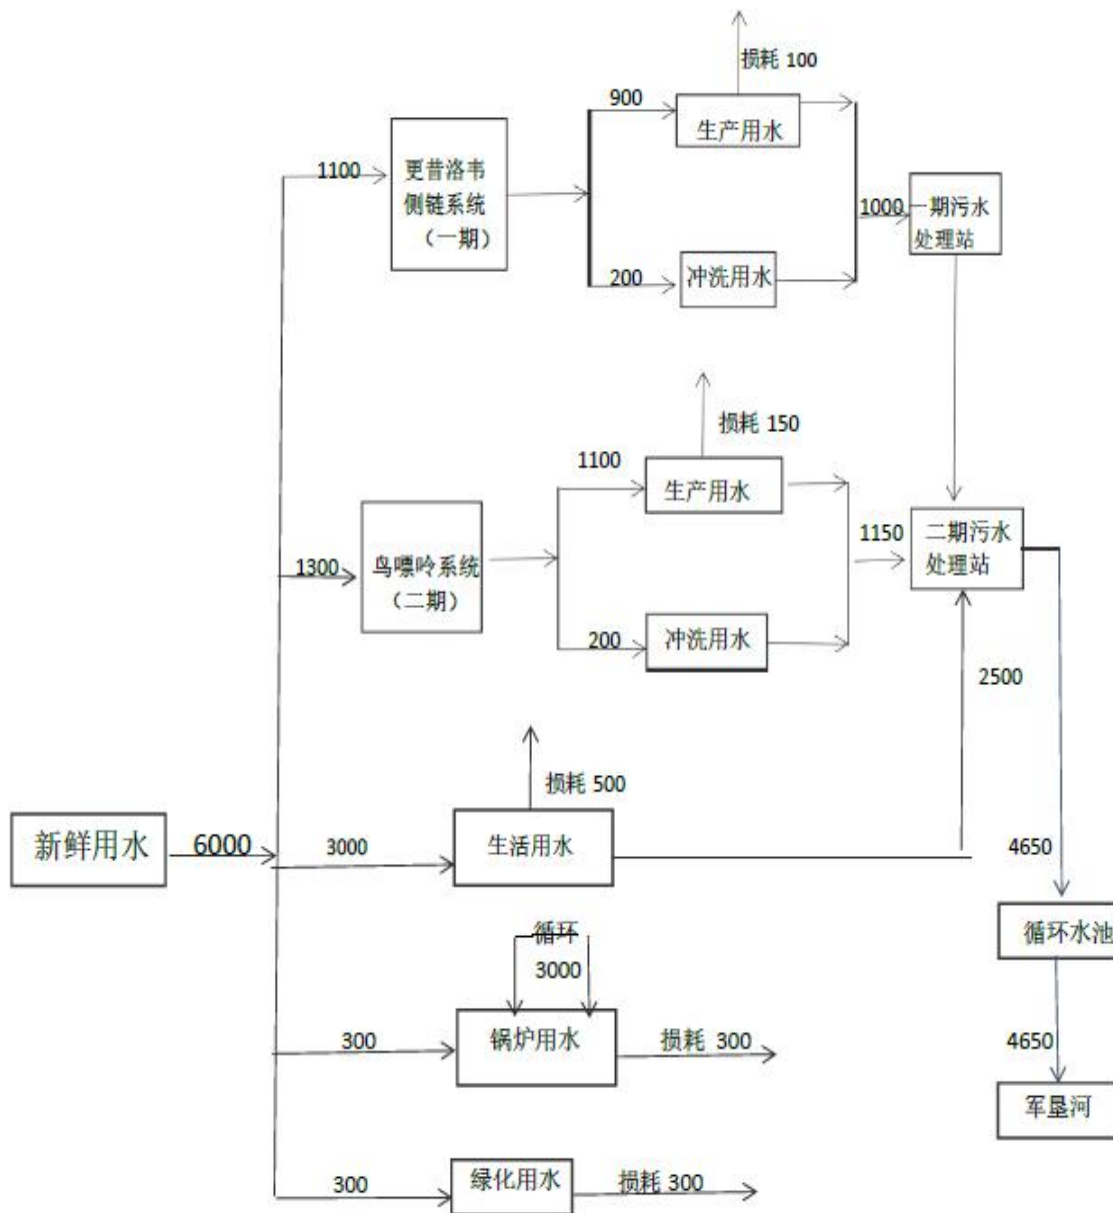 损耗 100
900
生产用水
1100
更昔洛韦
侧链系统
（一期）
1000
一期污水
处理站
200
冲洗用水
损耗 150
1100
生产用水
1150
二期污水
处理站
1300
鸟嘌呤系统
（二期）
200
冲洗用水
2500
损耗 500
新鲜用水
6000
3000
生活用水
4650
循环水池
循环
3000
300
锅炉用水
损耗 300
4650
军垦河
300
绿化用水
损耗 300